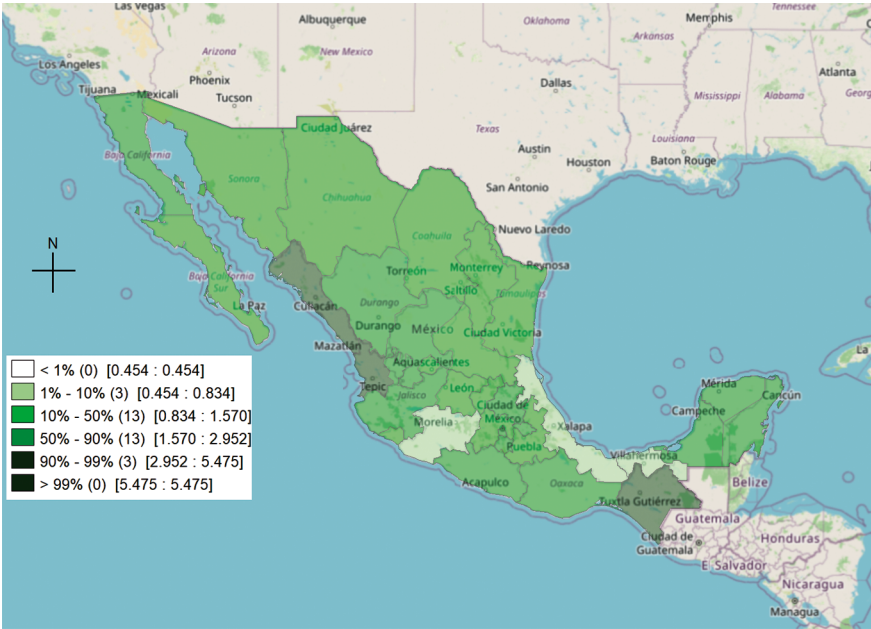 Las Vegas
Albuquerque
Oklahoma
Memphis
Tennessee
Arizona
New Mexico
Arkansas
Los Angeles
Phoenix
Atlanta
Tijuana
Mexicali
Tucson
Dallas
Mississippi
Alabama
Georg
Ciudad Juárez
Texas
Louisiana
Baja California
Austin
Houston
Baton Rouge
Sonora
Chihuahua
San Antonio
Nuevo Laredo
N
Coahuila
Reynosa
Torreón
Monterrey
Baja California
Sur
Saltillo
Tamaulipas
La Paz
Culiacán
Durango
Durango
México
Ciudad Victoria
Mazatlán
La
Aguascalientes
Tepic
León
Jalisco
Mérida
Cancún
Ciudad de
México
Campeche
Morelia
Xalapa
Puebla
Villahermosa
Acapulco
Oaxaca
Belize
Tuxtla Gutiérrez
Guatemala
Ciudad de
Guatemala
Honduras
El Salvador
Nicaragua
Managua
< 1% (0) [0.454 : 0.454]
1% - 10% (3) [0.454 : 0.834]
10% - 50% (13) [0.834 : 1.570]
50% - 90% (13) [1.570 : 2.952]
90% - 99% (3) [2.952 : 5.475]
> 99% (0) [5.475 : 5.475]